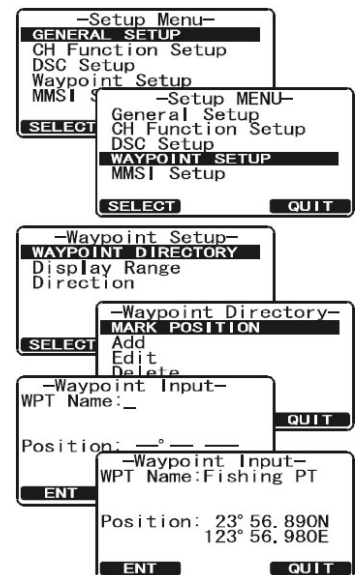 —Setup Menu—
GENERAL SETUP
CH Function Setup
DSC Setup
Waypoint Setup
MMSI S
SELECT
—Setup MENU—
General Setup
CH Function Setup
DSC Setup
WAYPOINT SETUP
MMSI Setup
SELECT QUIT
—Waypoint Setup—
WAYPOINT DIRECTORY
Display Range
Direction
SELECT
—Waypoint Directory—
MARK POSITION
Add
Edit
Delete
QUIT
—Waypoint Input—
WPT Name:_
Position: ——°—— ———
ENT
—Waypoint Input—
WPT Name:Fishing PT
Position: 23°56.890N
123°56.980E
ENT QUIT